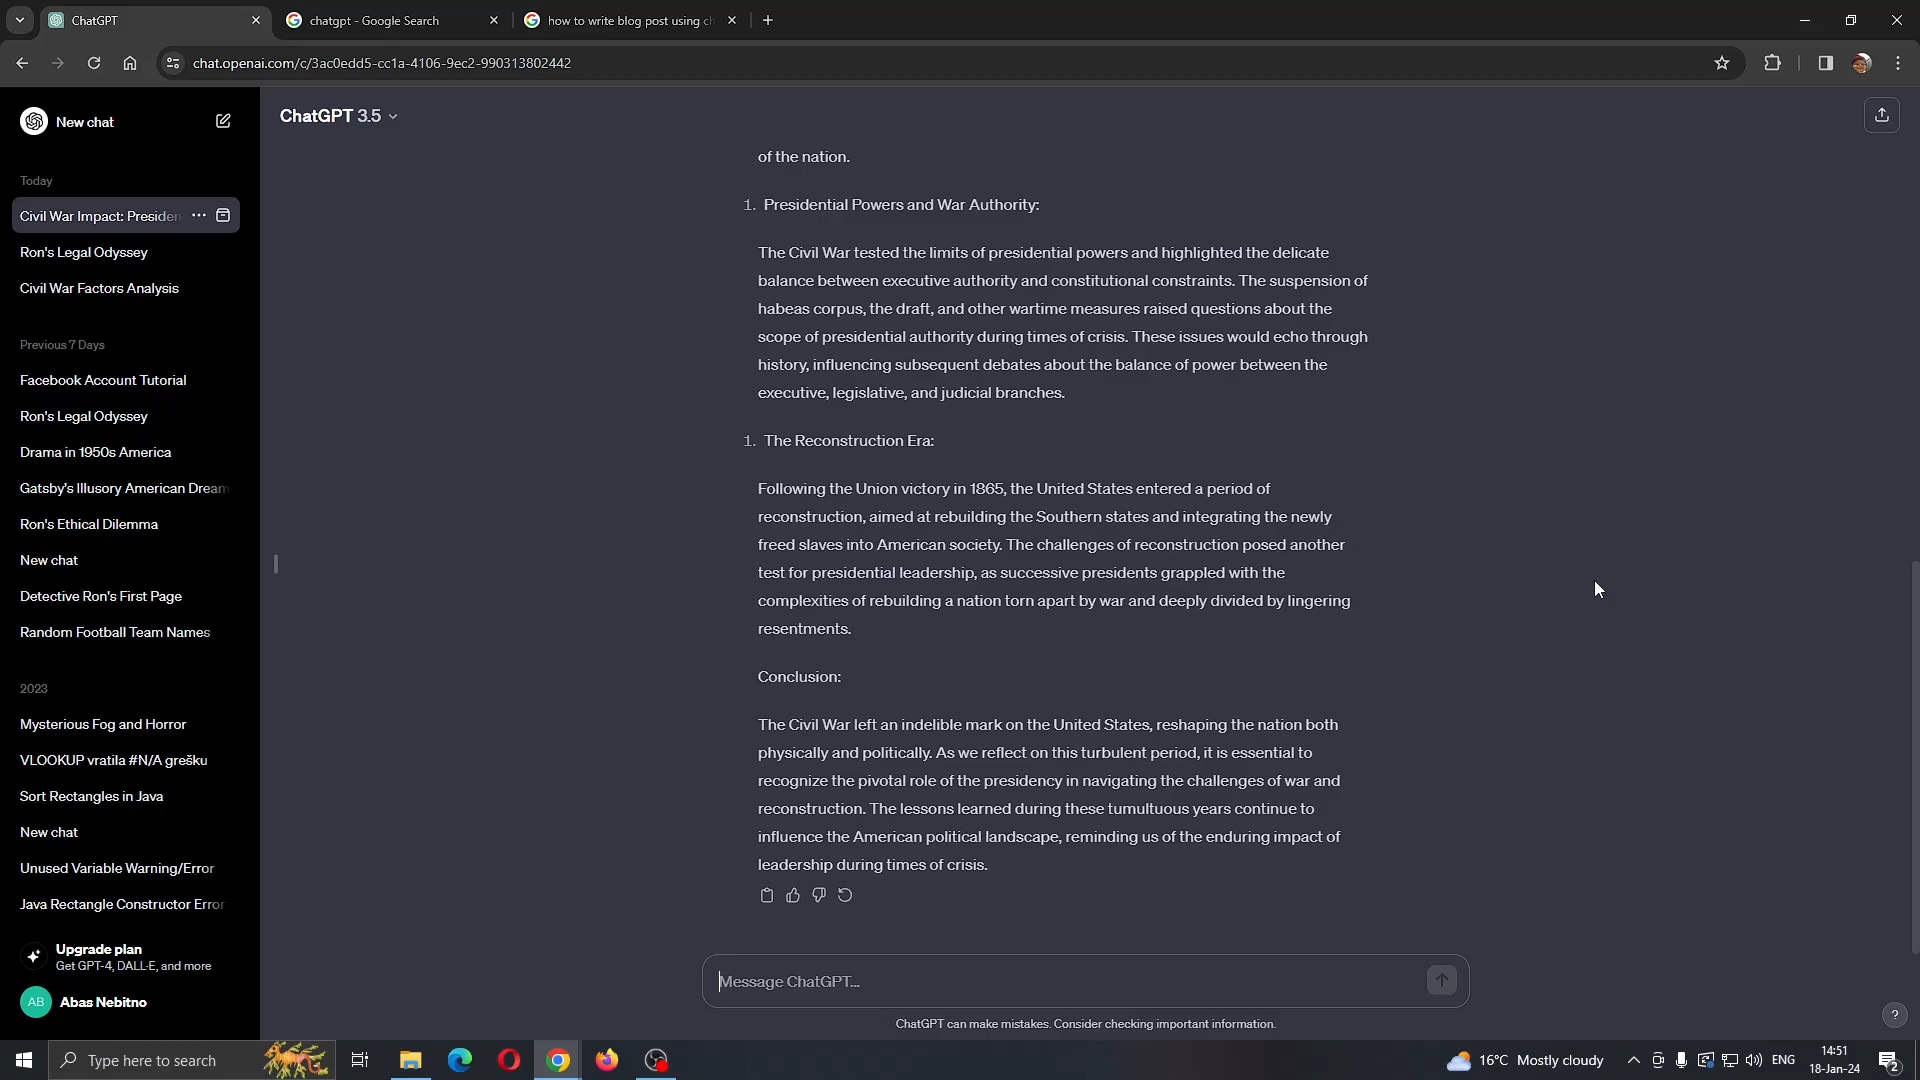 ChatGPT
chatgpt - Google Search
how to write blog post using ch
chat.openai.com/c/3ac0edd5-cc1a-4106-9ec2-990313802442
New chat
ChatGPT 3.5
Today
Civil War Impact: Presiden
Ron's Legal Odyssey
Civil War Factors Analysis
Previous 7 Days
Facebook Account Tutorial
Ron's Legal Odyssey
Drama in 1950s America
Gatsby's Illusory American Dream
Ron's Ethical Dilemma
New chat
Detective Ron's First Page
Random Football Team Names
2023
Mysterious Fog and Horror
VLOOKUP vratila #N/A grešku
Sort Rectangles in Java
New chat
Unused Variable Warning/Error
Java Rectangle Constructor Error
Upgrade plan
Get GPT-4, DALL·E, and more
AB
Abas Nebitno
of the nation.
1. Presidential Powers and War Authority:
The Civil War tested the limits of presidential powers and highlighted the delicate
balance between executive authority and constitutional constraints. The suspension of
habeas corpus, the draft, and other wartime measures raised questions about the
scope of presidential authority during times of crisis. These issues would echo through
history, influencing subsequent debates about the balance of power between the
executive, legislative, and judicial branches.
1. The Reconstruction Era:
Following the Union victory in 1865, the United States entered a period of
reconstruction, aimed at rebuilding the Southern states and integrating the newly
freed slaves into American society. The challenges of reconstruction posed another
test for presidential leadership, as successive presidents grappled with the
complexities of rebuilding a nation torn apart by war and deeply divided by lingering
resentments.
Conclusion:
The Civil War left an indelible mark on the United States, reshaping the nation both
physically and politically. As we reflect on this turbulent period, it is essential to
recognize the pivotal role of the presidency in navigating the challenges of war and
reconstruction. The lessons learned during these tumultuous years continue to
influence the American political landscape, reminding us of the enduring impact of
leadership during times of crisis.
Message ChatGPT...
ChatGPT can make mistakes. Consider checking important information.
?
Type here to search
16°C Mostly cloudy
ENG
14:51
18-Jan-24
2